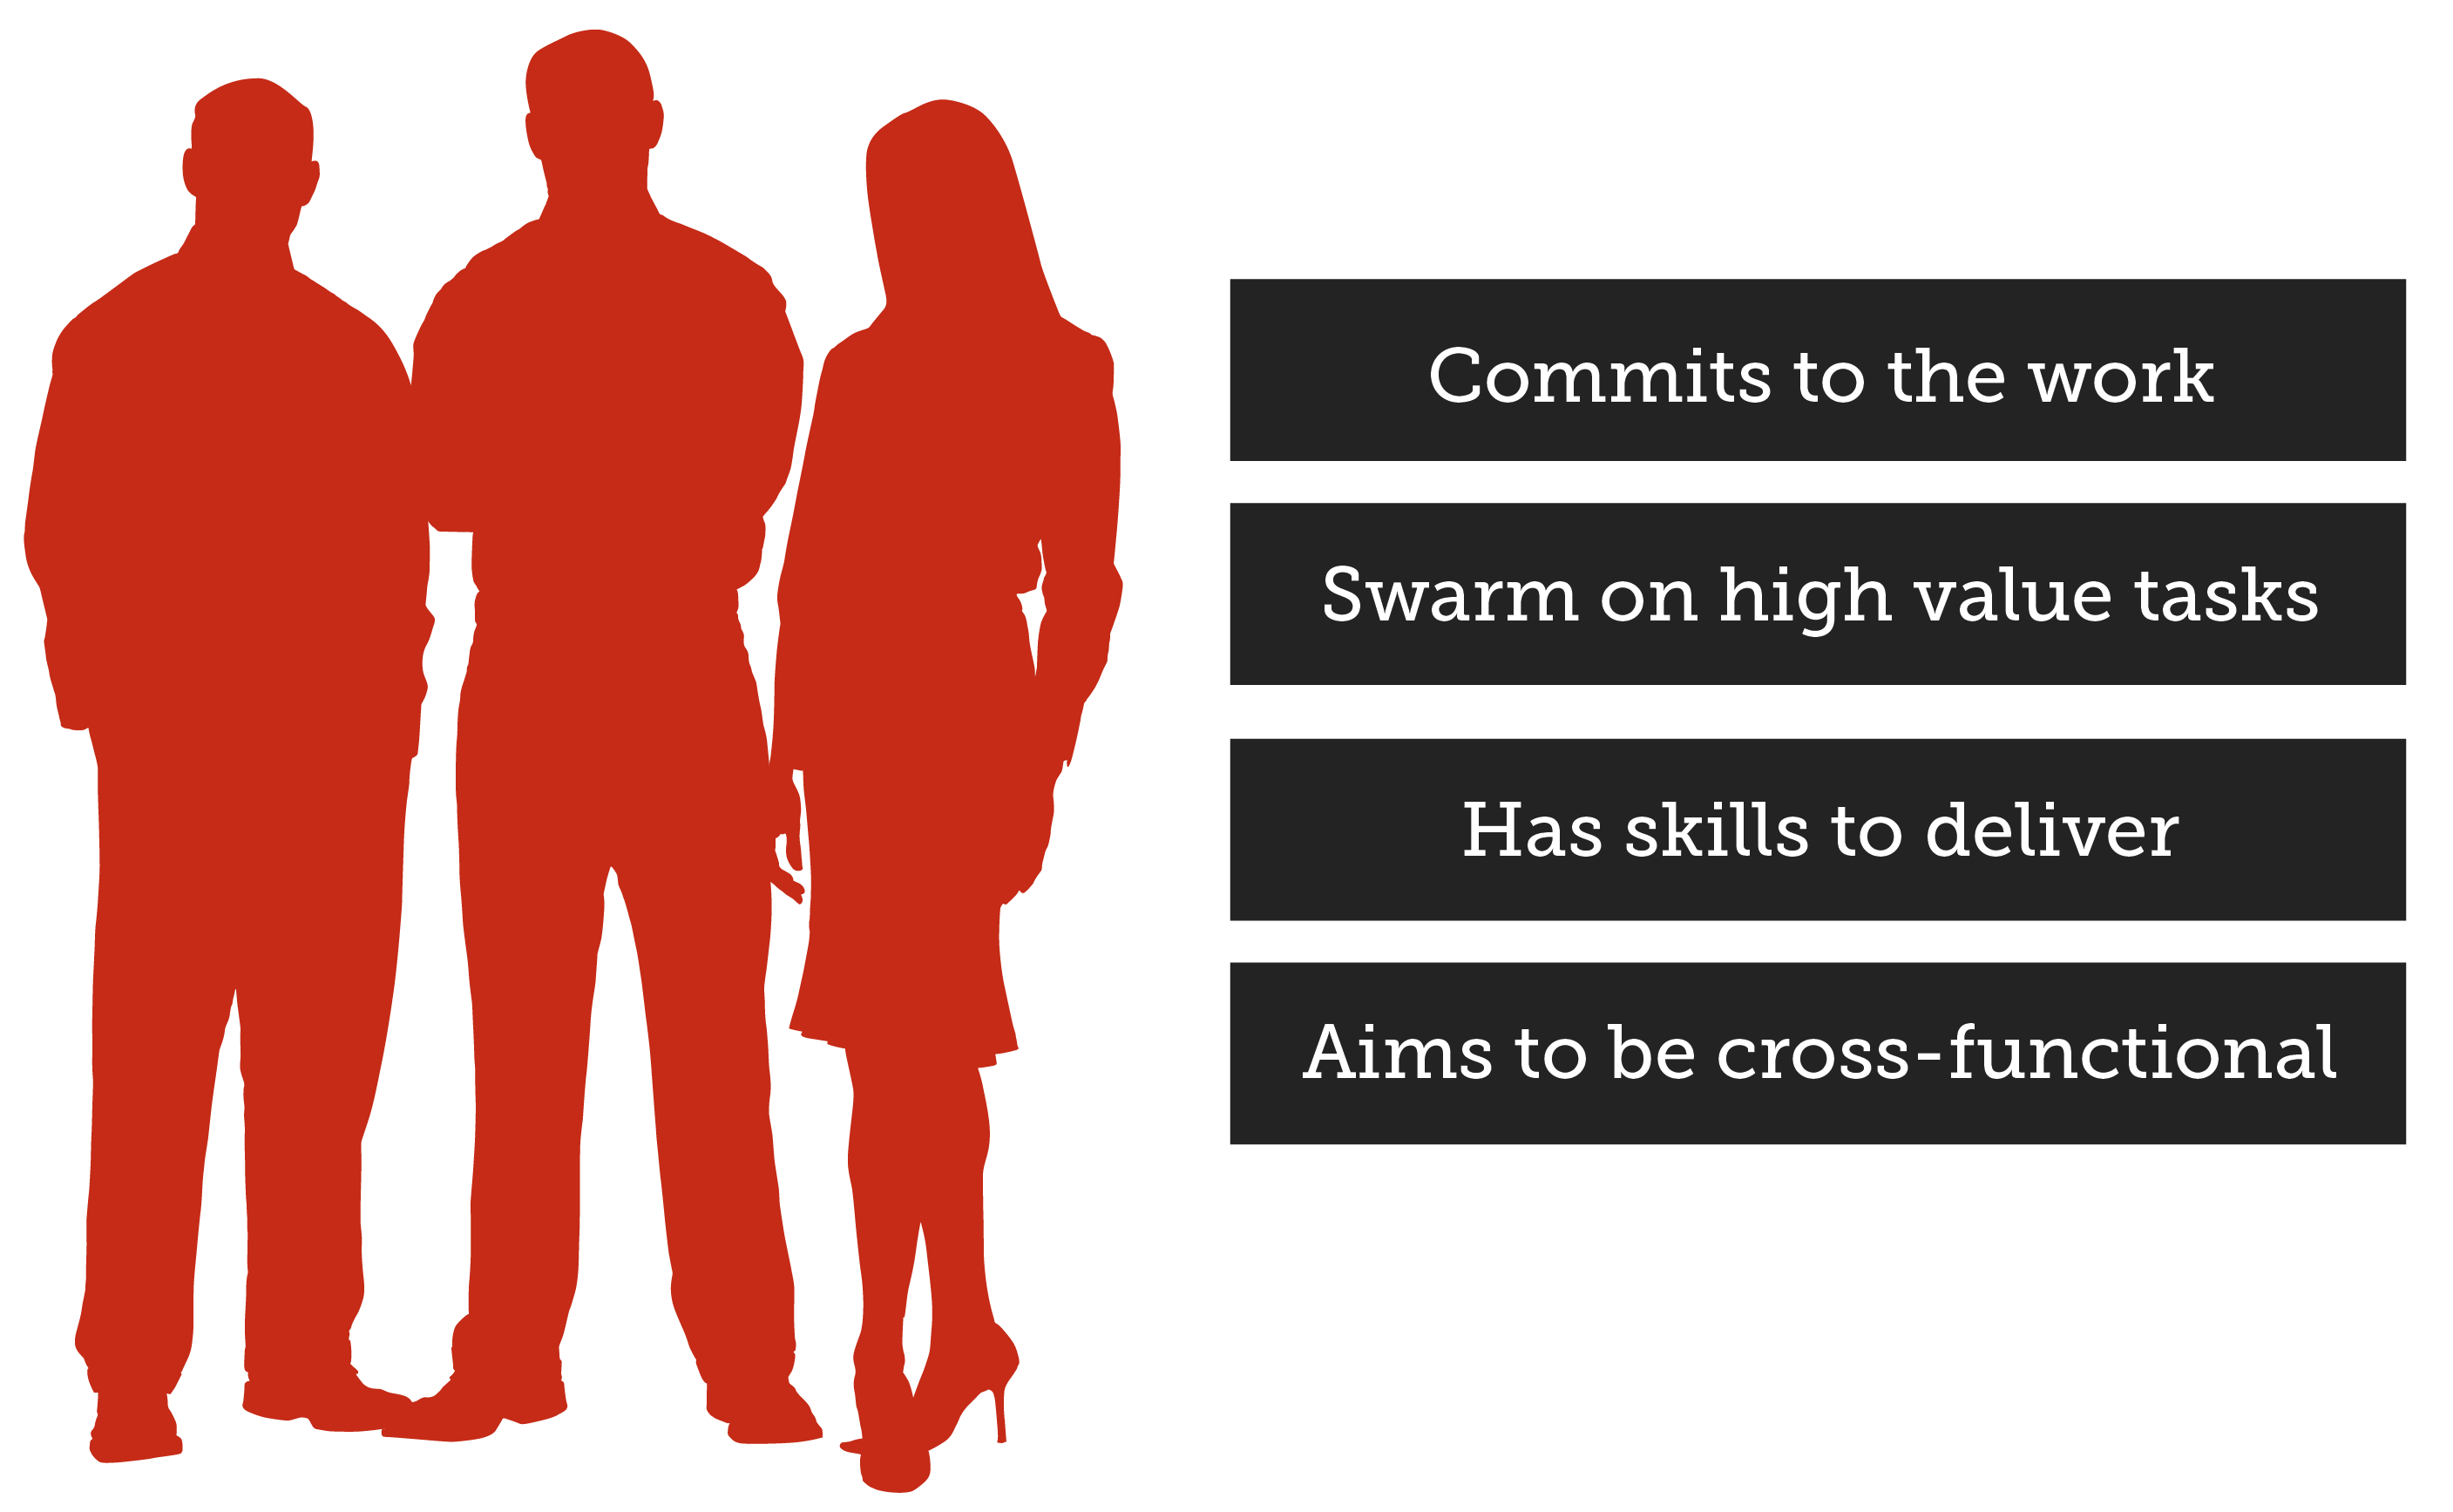 Commits to the work
Swarm on high value tasks
Has skills to deliver
Aims to be cross-functional